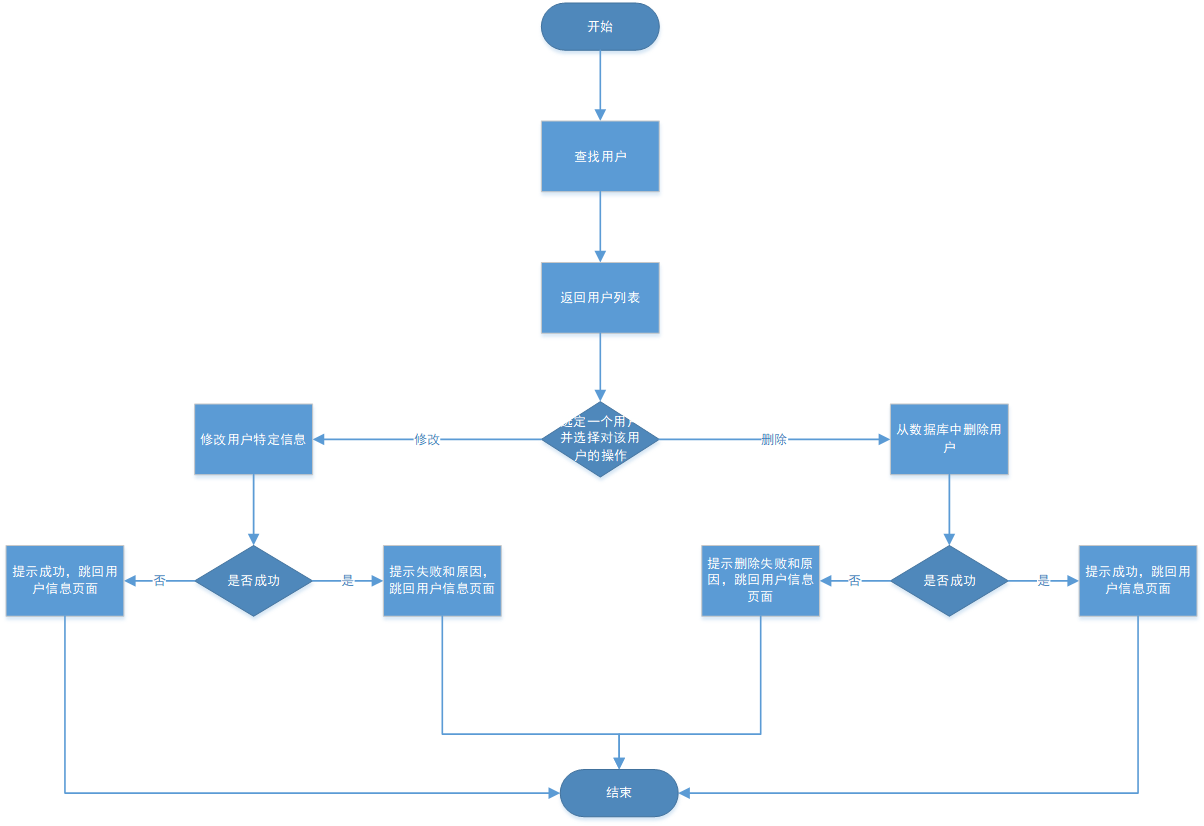 开始
查找用户
返回用户列表
选定一个用户
并选择对该用
户的操作
修改
删除
修改用户特定信息
从数据库中删除用
户
提示成功，跳回用
户信息页面
否
是否成功
是
提示失败和原因，
跳回用户信息页面
提示删除失败和原
因，跳回用户信息
页面
否
是否成功
是
提示成功，跳回用
户信息页面
结束